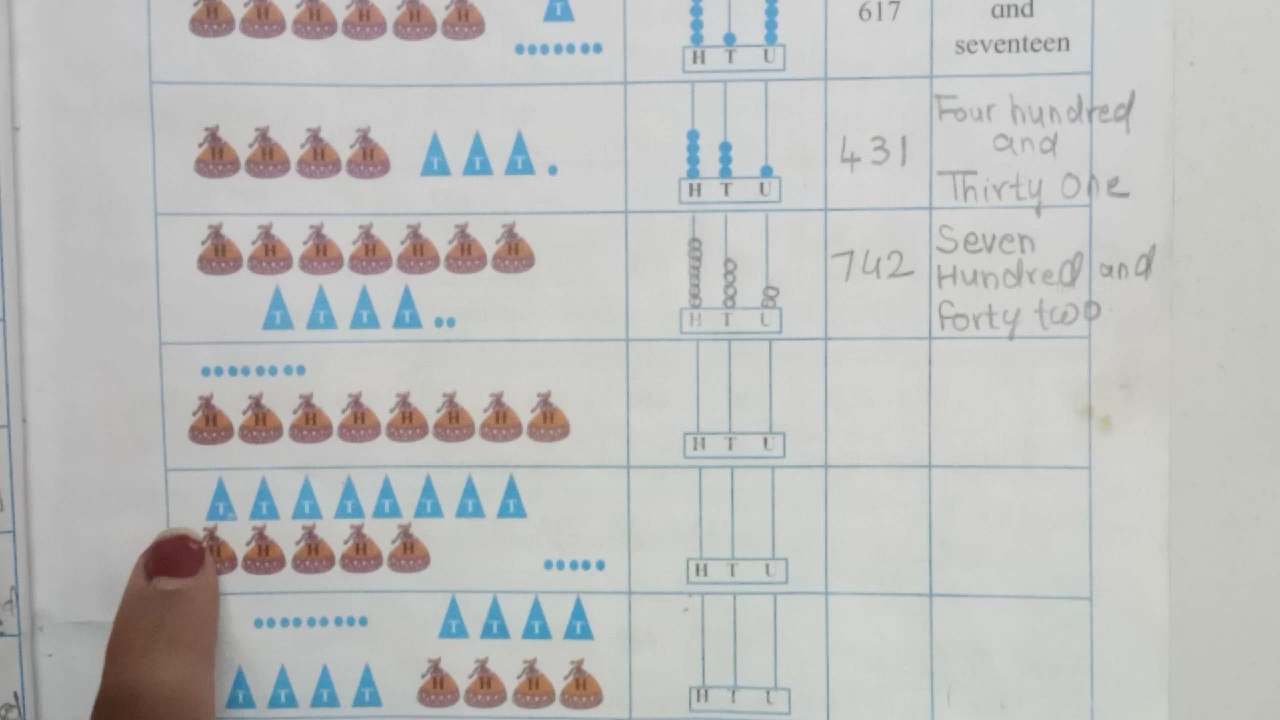 H H H H H H T 617 and
H T U seventeen
H H H H T T T 431 Four hundred
and
H T U Thirty One
H H H H H H H 742 Seven
Hundred and
T T T T H T U forty two
H H H H H H H H H T U
T T T T T T T T
H H H H H H T U
T T T T
T T T T H H H H H T U